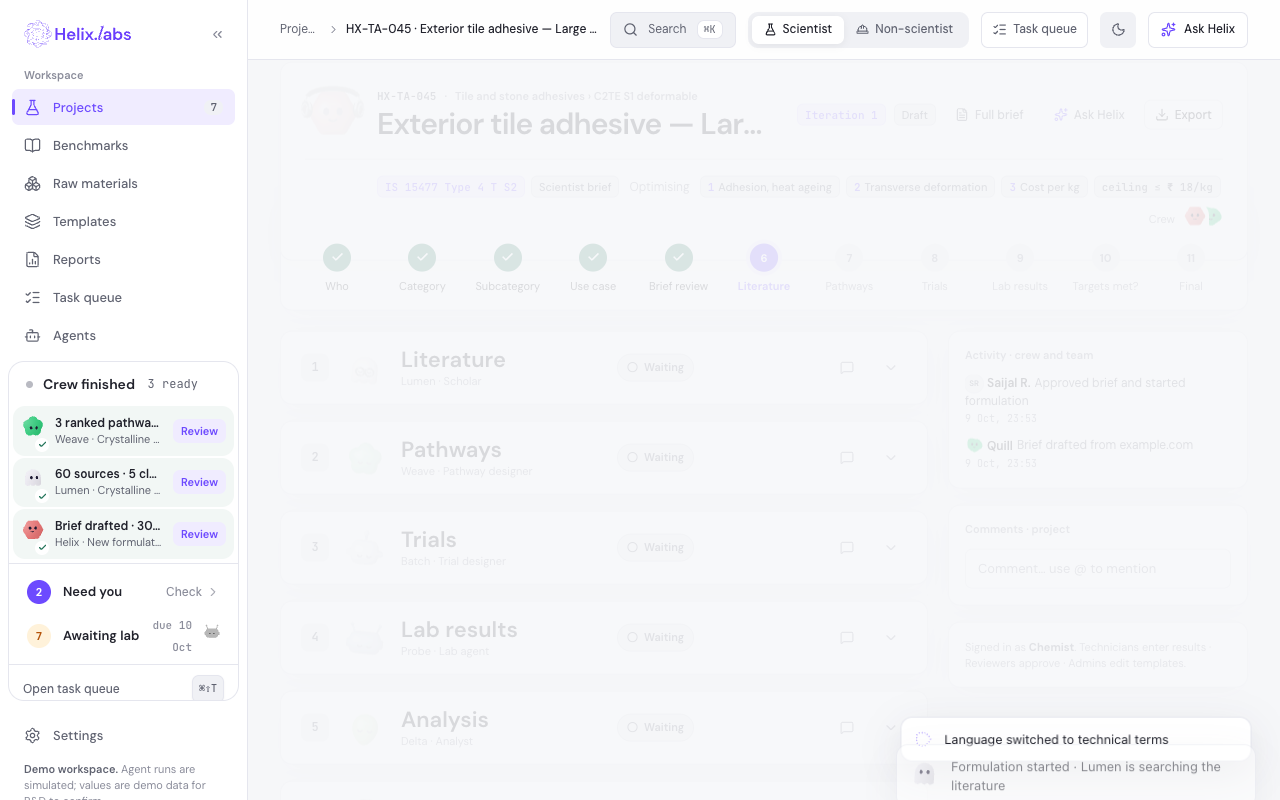 Helix.labs
Workspace
Projects 7
Benchmarks
Raw materials
Templates
Reports
Task queue
Agents
Crew finished 3 ready
3 ranked pathwa...
Weave · Crystalline ...
Review
60 sources · 5 cl...
Lumen · Crystalline ...
Review
Brief drafted · 30...
Helix · New formulat...
Review
2 Need you Check
7 Awaiting lab due 10 Oct
Open task queue ⌘⇧T
Settings
Demo workspace. Agent runs are
simulated; values are demo data for
Proje... > HX-TA-045 · Exterior tile adhesive — Large ...
Search ⌘K
Scientist Non-scientist
Task queue
Ask Helix
HX-TA-045 · Tile and stone adhesives · C2TE S1 deformable
Exterior tile adhesive — Lar...
Iteration 1 Draft Full brief Ask Helix Export
IS 15477 Type 4 T S2 Scientist brief Optimising 1 Adhesion, heat ageing 2 Transverse deformation 3 Cost per kg ceiling ≤ ₹ 18/kg
Crew
6 7 8 9 10 11
Who Category Subcategory Use case Brief review Literature Pathways Trials Lab results Targets met? Final
1 Literature Waiting
Lumen · Scholar
2 Pathways Waiting
Weave · Pathway designer
3 Trials Waiting
Batch · Trial designer
4 Lab results Waiting
Probe · Lab agent
5 Analysis Waiting
Delta · Analyst
Activity · crew and team
Saijal R. Approved brief and started
formulation
9 Oct, 23:53
Quill Brief drafted from example.com
9 Oct, 23:53
Comments · project
Comment... use @ to mention
Signed in as Chemist. Technicians enter results.
Reviewers approve · Admins edit templates.
Language switched to technical terms
Formulation started · Lumen is searching the
literature